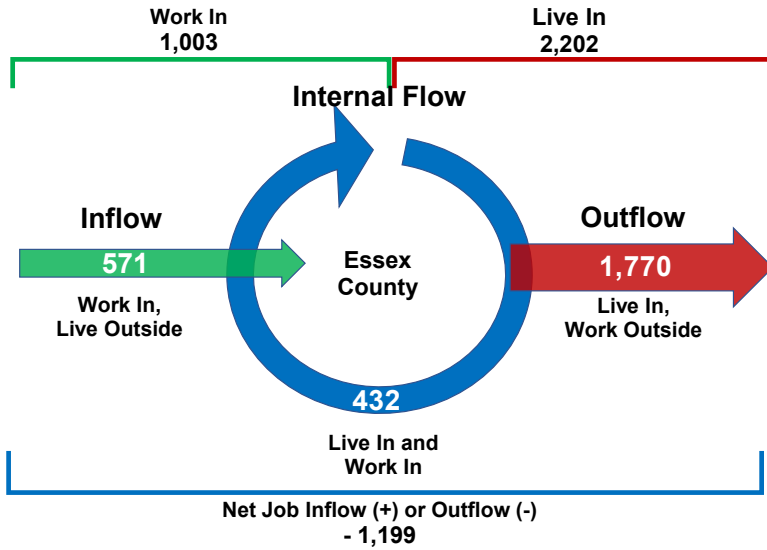 Work In
1,003
Live In
2,202
Internal Flow
Inflow
571
Work In,
Live Outside
Essex
County
Outflow
1,770
Live In,
Work Outside
432
Live In and
Work In
Net Job Inflow (+) or Outflow (-)
- 1,199